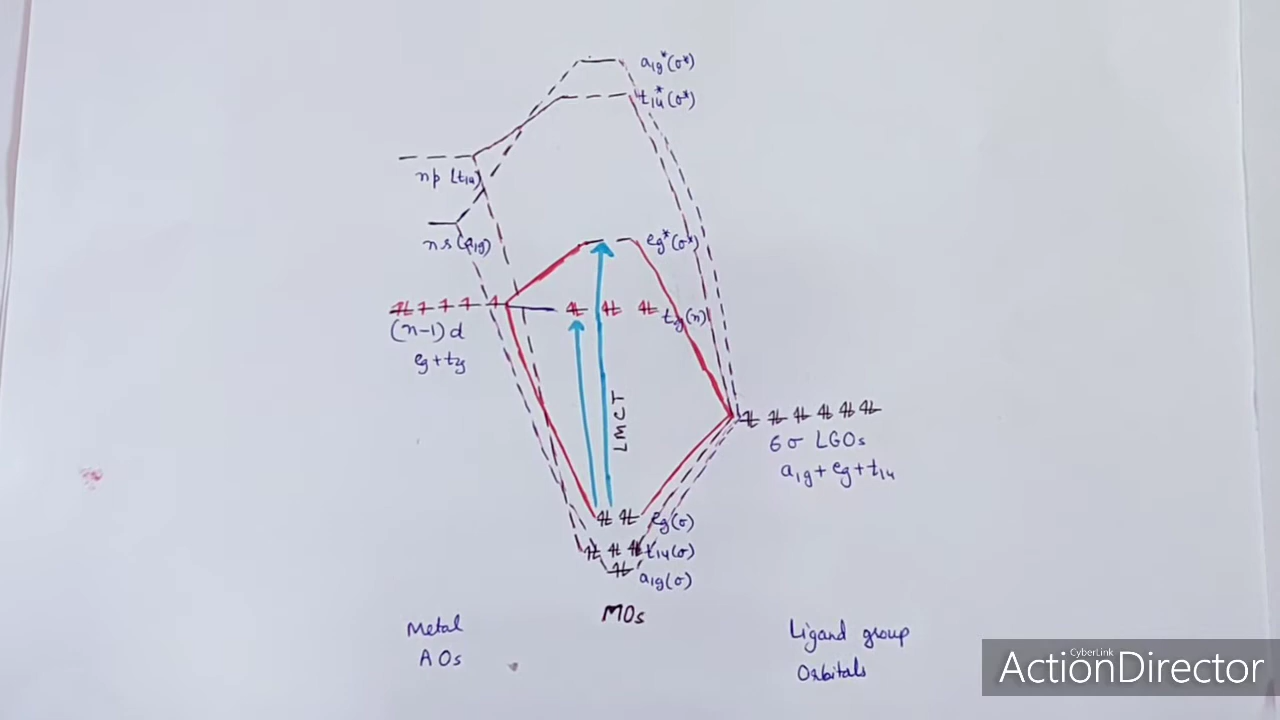 a1g*(σ*)
t1u*(σ*)
np (t1u)
ns (a1g)
eg*(σ*)
(n-1)d
eg+t2g
t2g(n)
LMCT
6σ LGOs
a1g+eg+t1u
eg(σ)
t1u(σ)
a1g(σ)
MOs
Metal
AOs
Ligand group
Orbitals
CyberLink
ActionDirector